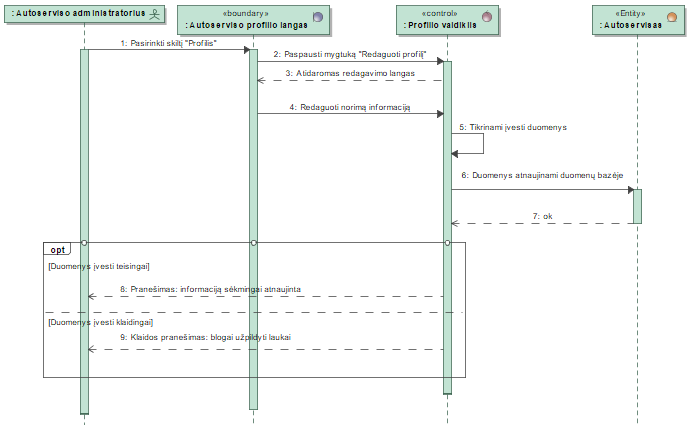 : Autoserviso administratorius
«boundary»
: Autoserviso profilio langas
«control»
: Profilio valdiklis
«Entity»
: Autoservisas
1: Pasirinkti skiltį "Profilis"
2: Paspausti mygtuką "Redaguoti profilį"
3: Atidaromas redagavimo langas
4: Redaguoti norimą informaciją
5: Tikrinami įvesti duomenys
6: Duomenys atnaujinami duomenų bazėje
7: ok
opt
[Duomenys įvesti teisingai]
8: Pranešimas: informaciją sėkmingai atnaujinta
[Duomenys įvesti klaidingai]
9: Klaidos pranešimas: blogai užpildyti laukai